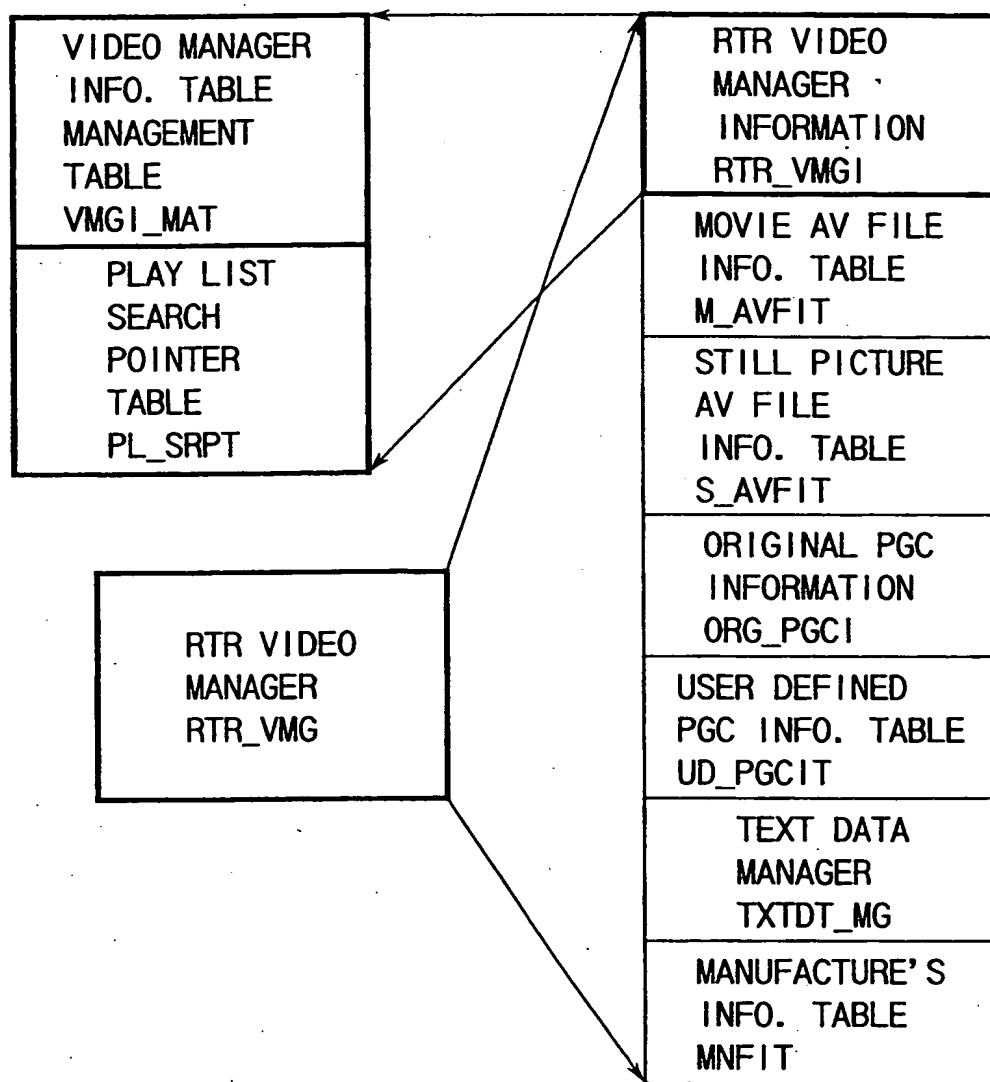 VIDEO MANAGER
INFO. TABLE
MANAGEMENT
TABLE
VMGI_MAT
PLAY LIST
SEARCH
POINTER
TABLE
PL_SRPT
RTR VIDEO
MANAGER
RTR_VMG
RTR VIDEO
MANAGER
INFORMATION
RTR_VMGI
MOVIE AV FILE
INFO. TABLE
M_AVFIT
STILL PICTURE
AV FILE
INFO. TABLE
S_AVFIT
ORIGINAL PGC
INFORMATION
ORG_PGCI
USER DEFINED
PGC INFO. TABLE
UD_PGCIT
TEXT DATA
MANAGER
TXTDT_MG
MANUFACTURE'S
INFO. TABLE
MNFIT